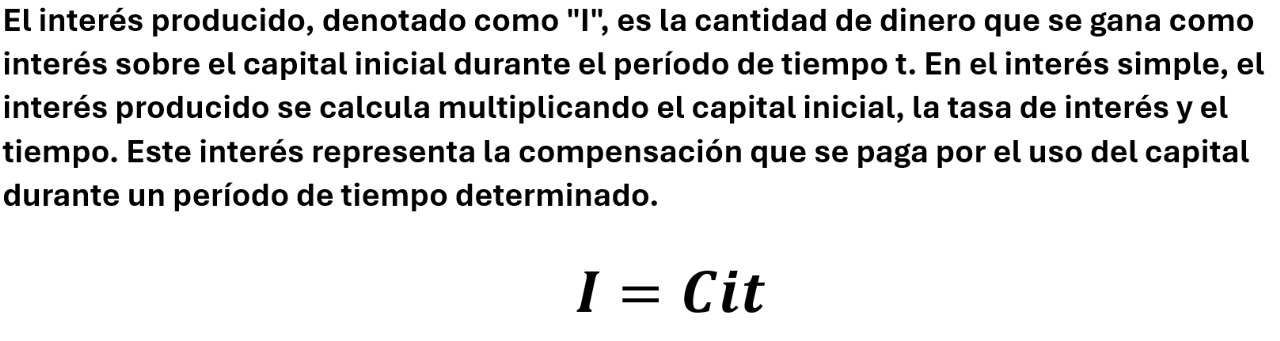 El interés producido, denotado como "I", es la cantidad de dinero que se gana como
interés sobre el capital inicial durante el período de tiempo t. En el interés simple, el
interés producido se calcula multiplicando el capital inicial, la tasa de interés y el
tiempo. Este interés representa la compensación que se paga por el uso del capital
durante un período de tiempo determinado.
I = Cit